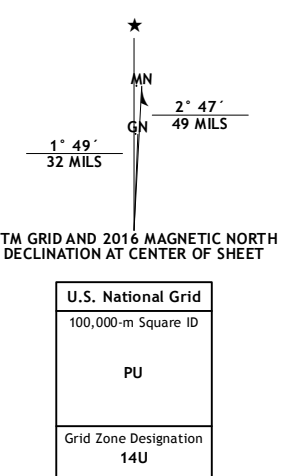 ★
MN
GN
2° 47´
49 MILS
1° 49´
32 MILS
TM GRID AND 2016 MAGNETIC NORTH
DECLINATION AT CENTER OF SHEET
U.S. National Grid
100,000-m Square ID
PU
Grid Zone Designation
14U